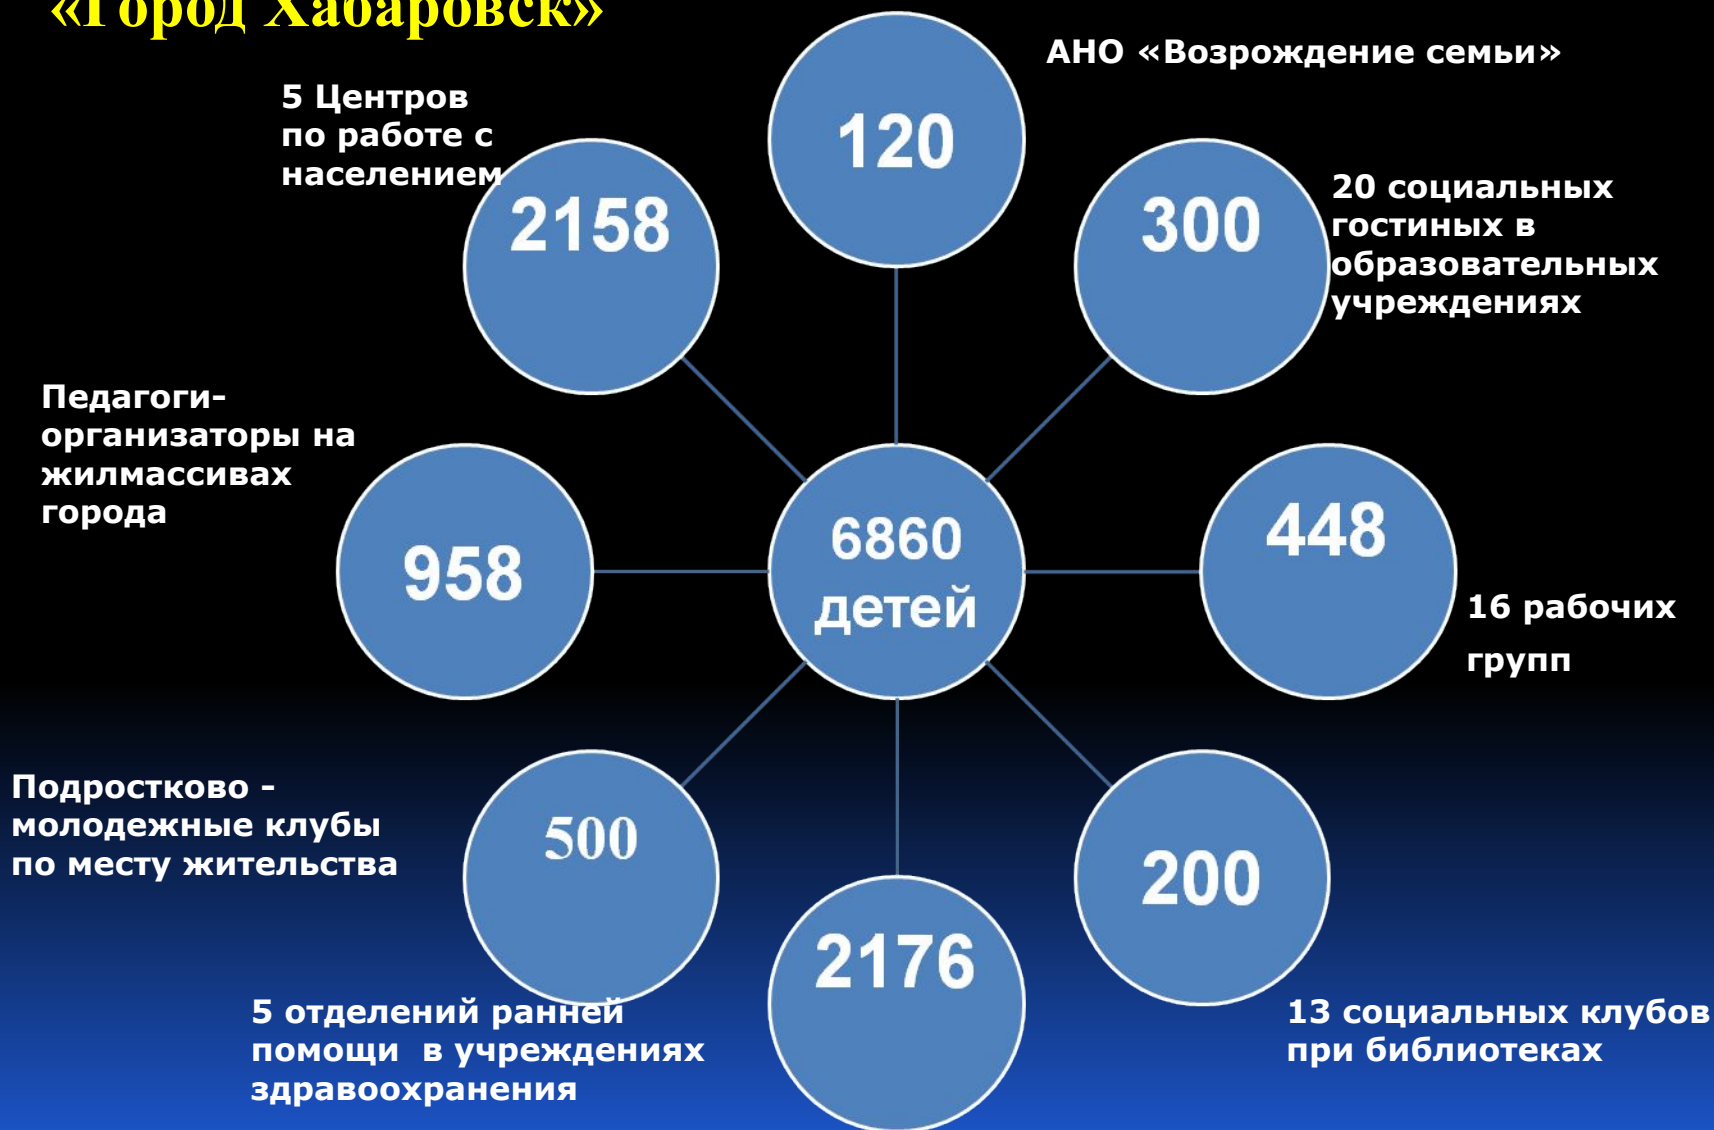 «Город Хабаровск»
АНО «Возрождение семьи»
120
5 Центров
по работе с
населением
2158
300
20 социальных
гостиных в
образовательных
учреждениях
Педагоги-
организаторы на
жилмассивах
города
958
6860
детей
448
16 рабочих
групп
Подростково -
молодежные клубы
по месту жительства
500
200
2176
5 отделений ранней
помощи в учреждениях
здравоохранения
13 социальных клубов
при библиотеках